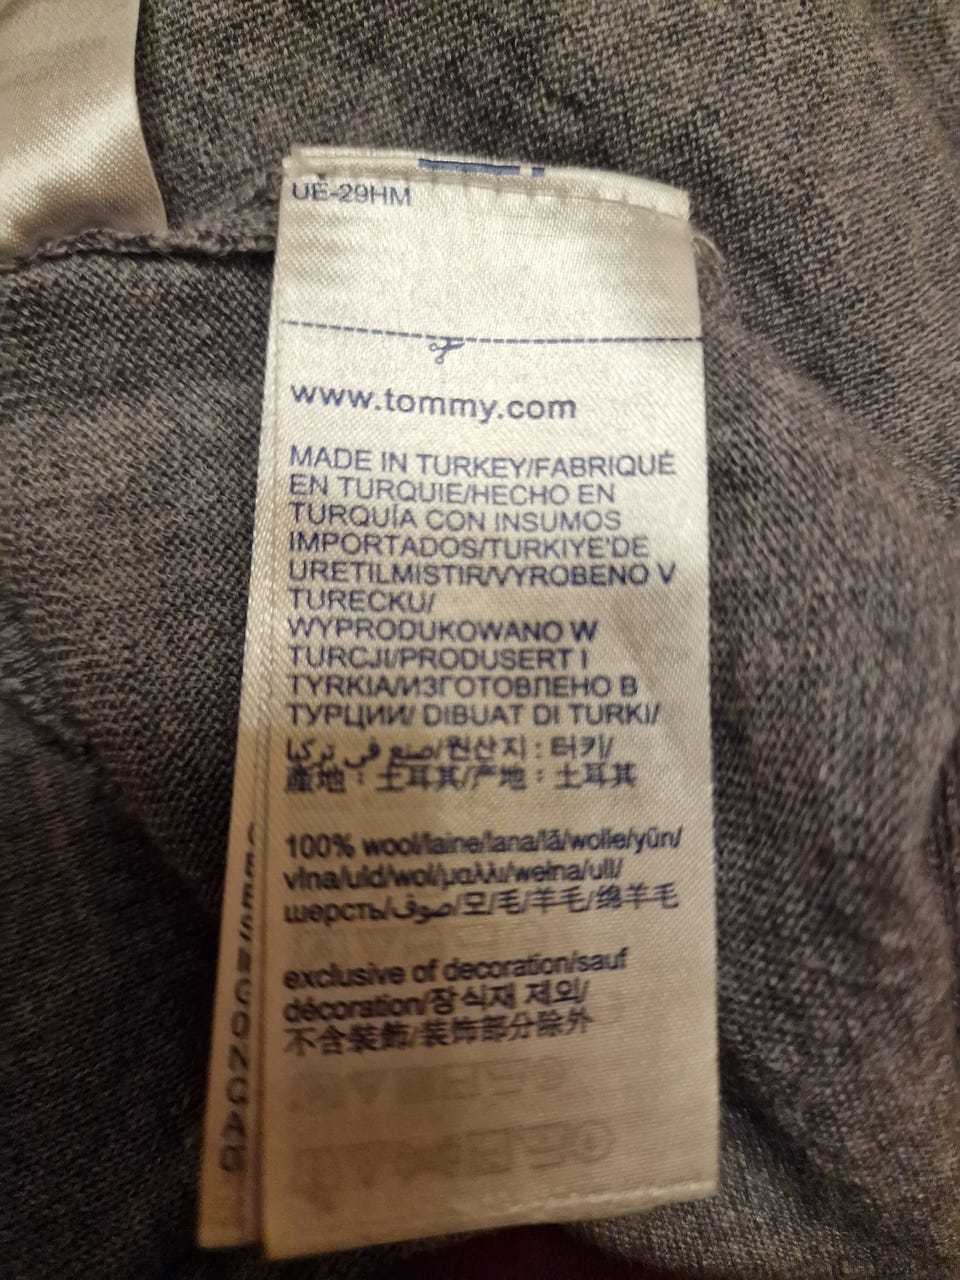 UE-29HM
www.tommy.com
MADE IN TURKEY/FABRIQUÉ
EN TURQUIE/HECHO EN
TURQUÍA CON INSUMOS
IMPORTADOS/TURKIYE'DE
URETILMISTIR/VYROBENO V
TURECKU/
WYPRODUKOWANO W
TURCJI/PRODUSERT I
TYRKIA/ИЗГОТОВЛЕНО В
ТУРЦИИ/ DIBUAT DI TURKI/
صنع في تركيا/원산지 : 터키/
產地 : 土耳其/产地 : 土耳其
100% wool/laine/lana/lã/wolle/yün/
vlna/uld/wol/μαλλι/wełna/ull/
шерсть/صوف/모/毛/羊毛/绵羊毛
exclusive of decoration/sauf
décoration/장식재 제외/
不含裝飾/装饰部分除外